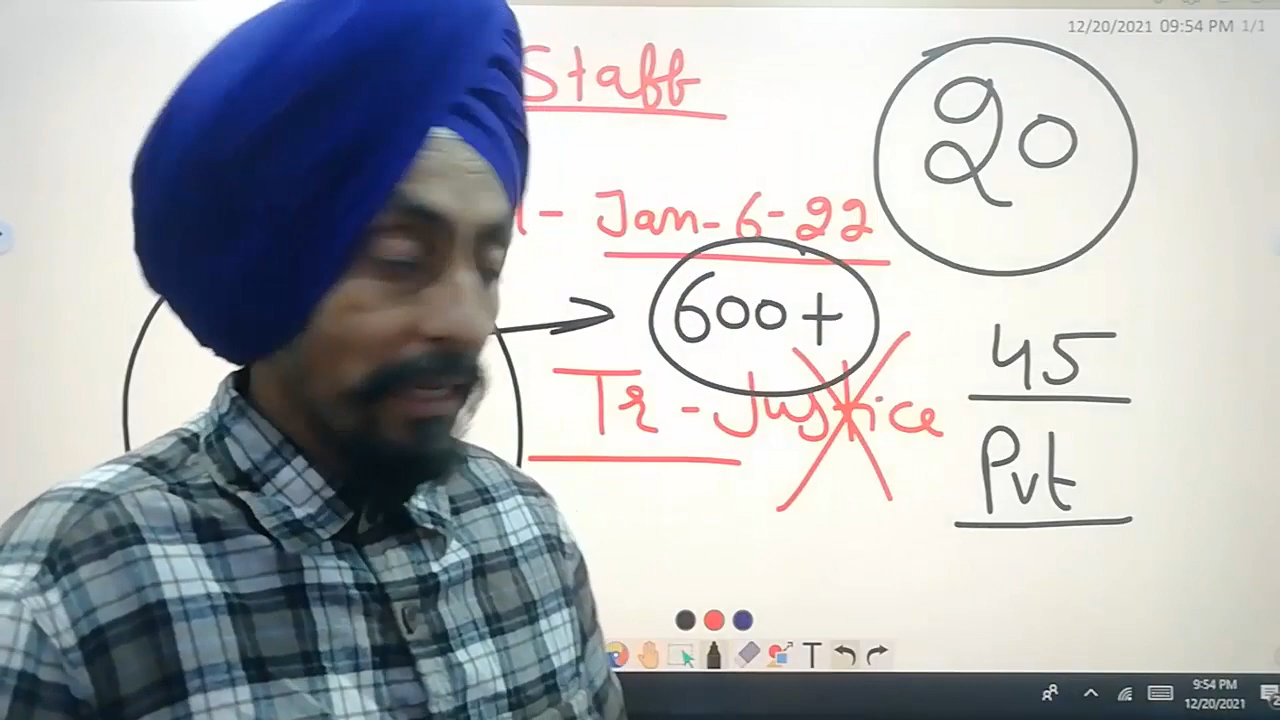 12/20/2021 09:54 PM 1/1
Staff
20
- Jan-6-22
600+
45
Tr - Justice
Pvt
T
9:54 PM
12/20/2021